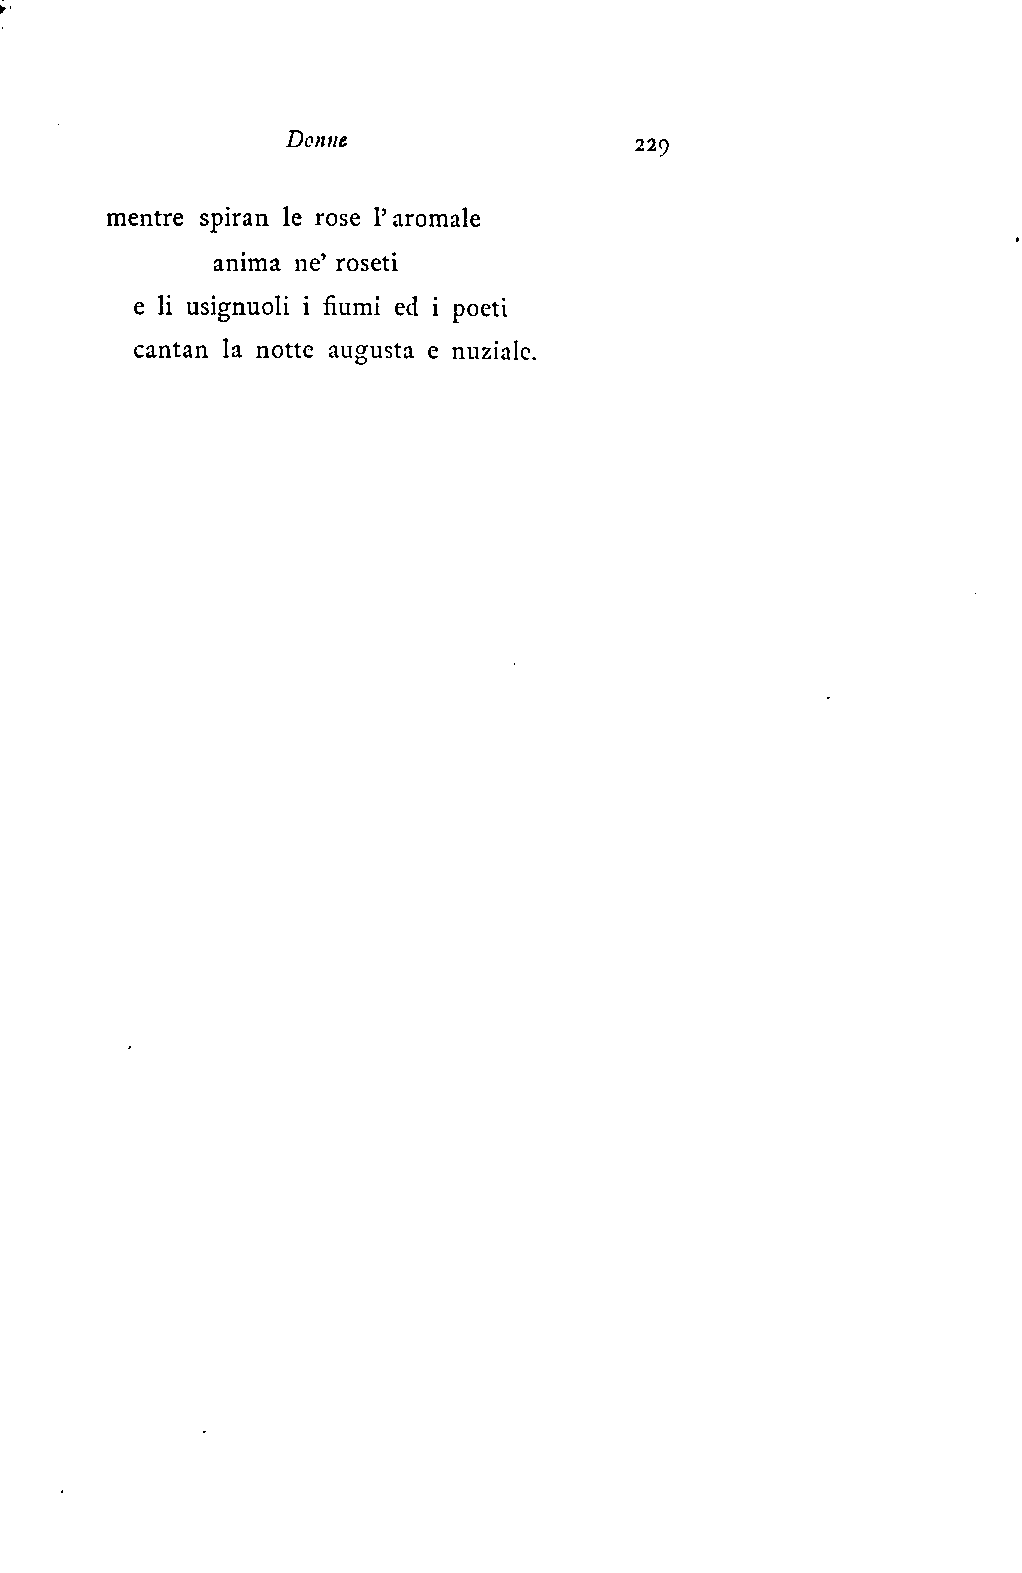 Donne 229
mentre spiran le rose l'aromale
anima ne' roseti
e li usignuoli i fiumi ed i poeti
cantan la notte augusta e nuziale.